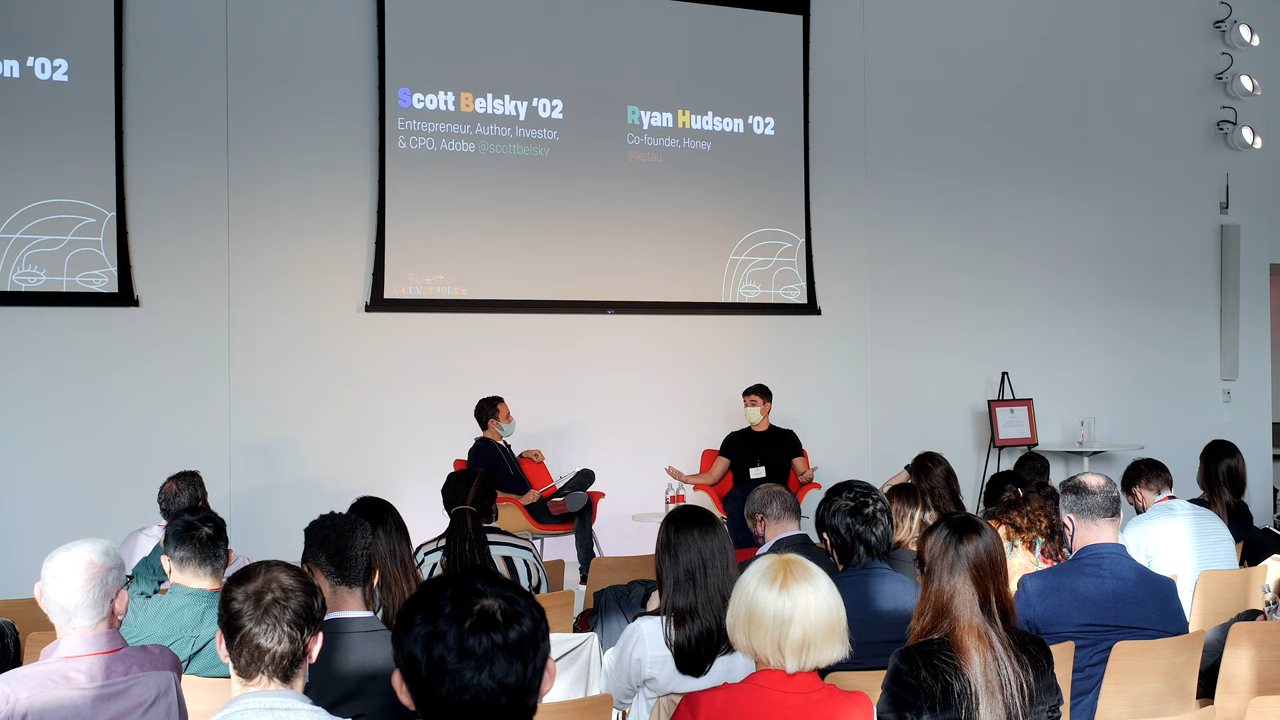 on ‘02
Scott Belsky ‘02
Entrepreneur, Author, Investor,
& CPO, Adobe @scottbelsky
Ryan Hudson ‘02
Co-founder, Honey